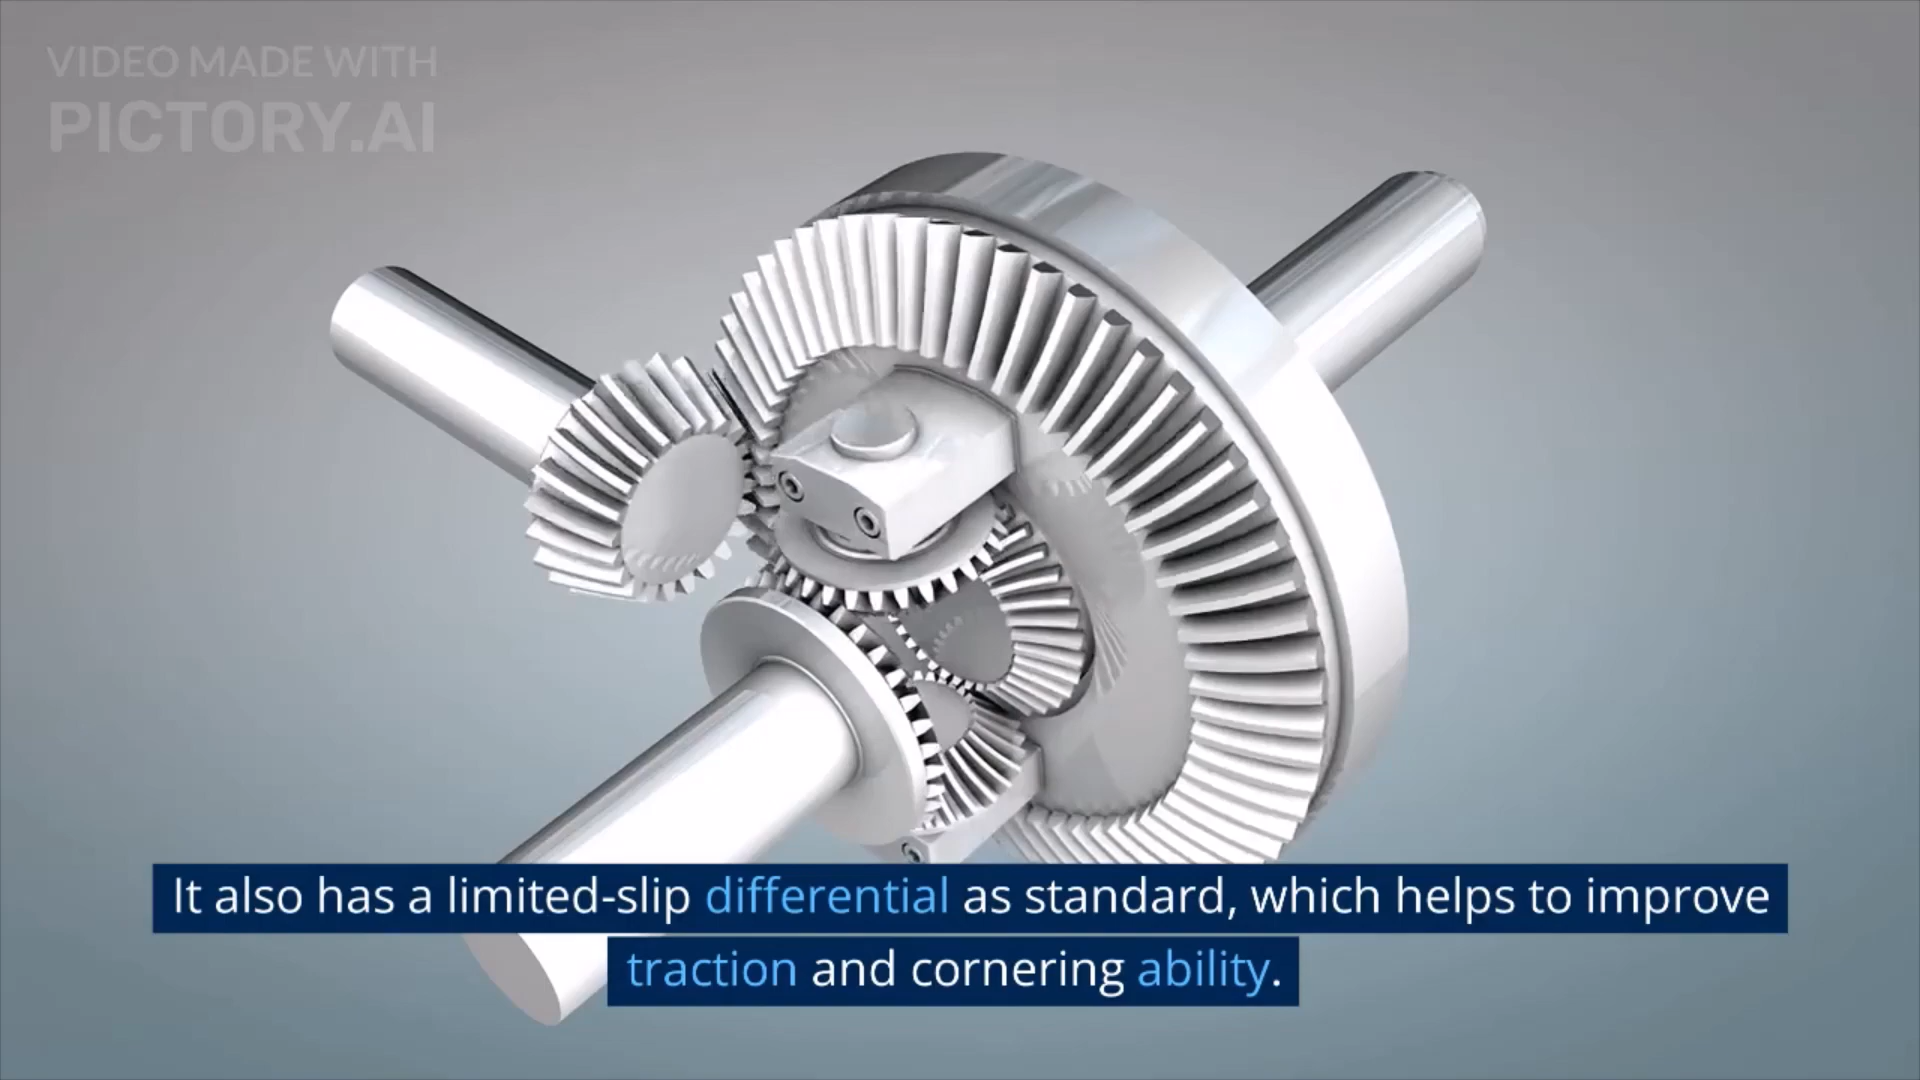 VIDEO MADE WITH
PICTORY.AI
It also has a limited-slip differential as standard, which helps to improve
traction and cornering ability.